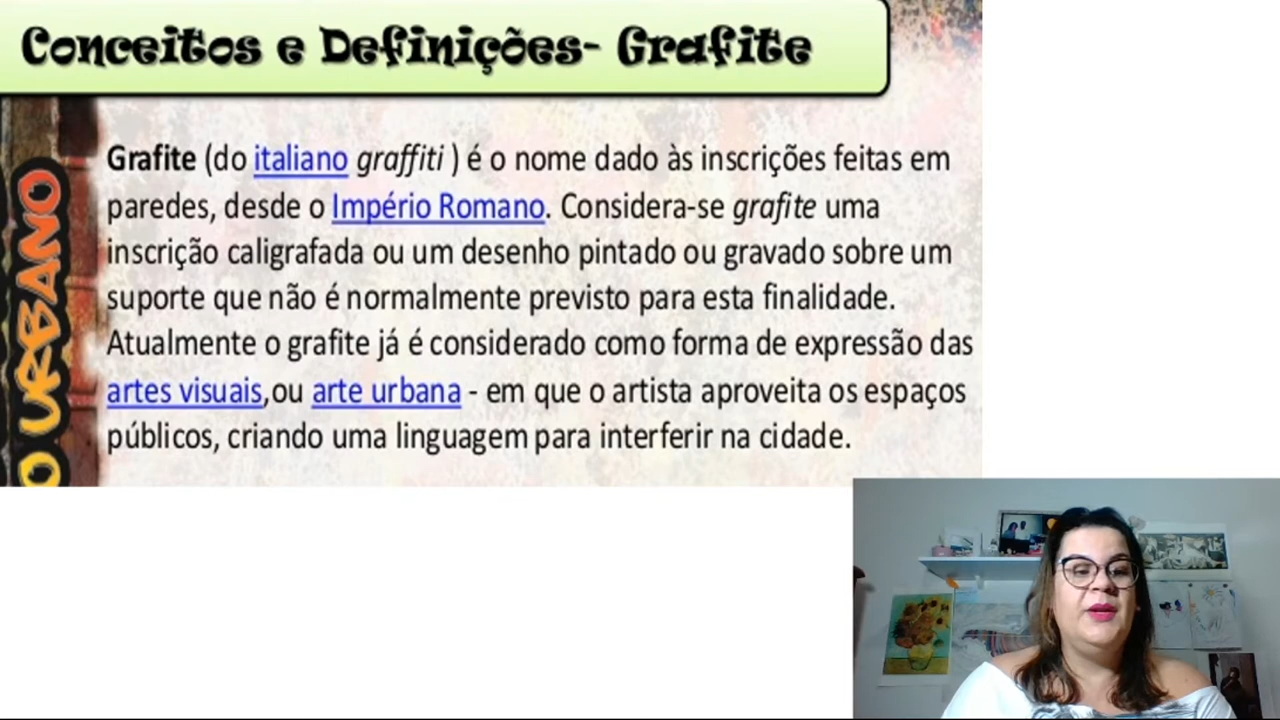 Conceitos e Definições- Grafite
O URBANO
Grafite (do italiano graffiti ) é o nome dado às inscrições feitas em
paredes, desde o Império Romano. Considera-se grafite uma
inscrição caligrafada ou um desenho pintado ou gravado sobre um
suporte que não é normalmente previsto para esta finalidade.
Atualmente o grafite já é considerado como forma de expressão das
artes visuais,ou arte urbana - em que o artista aproveita os espaços
públicos, criando uma linguagem para interferir na cidade.